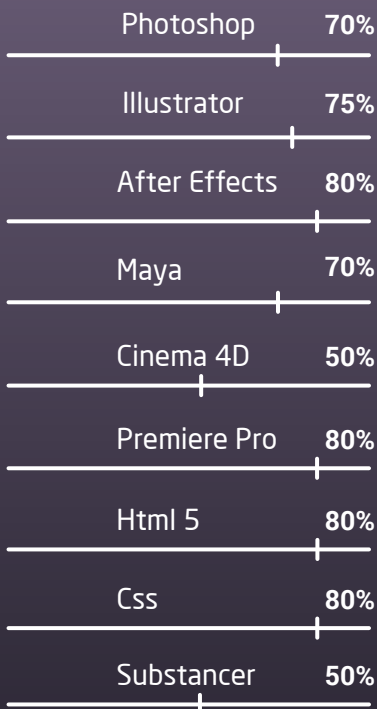 Photoshop 70%
Illustrator 75%
After Effects 80%
Maya 70%
Cinema 4D 50%
Premiere Pro 80%
Html 5 80%
Css 80%
Substancer 50%